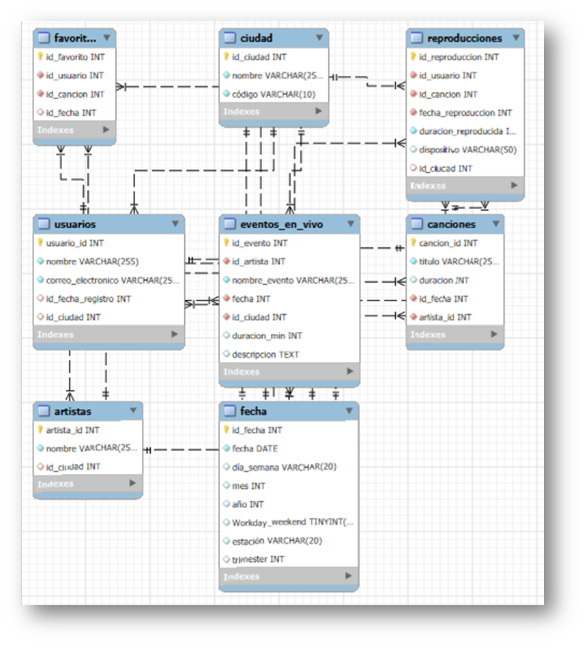 favorit...
id_favorito INT
id_usuario INT
id_cancion INT
id_fecha INT
Indexes
ciudad
id_ciudad INT
nombre VARCHAR(25...
código VARCHAR(10)
Indexes
reproducciones
id_reproduccion INT
id_usuario INT
id_cancion INT
fecha_reproduccion INT
duracion_reproducida I...
dispositivo VARCHAR(50)
id_ciucad INT
Indexes
usuarios
usuario_id INT
nombre VARCHAR(255)
correo_electronico VARCHAR(25...
id_fecha_registro INT
id_ciudad INT
Indexes
eventos_en_vivo
id_evento INT
id_artista INT
nombre_evento VARCHAR(25...
fecha INT
id_ciudad INT
duracion_min INT
descripcion TEXT
Indexes
canciones
cancion_id INT
titulo VARCHAR(25...
duracion INT
id_fecha INT
artista_id INT
Indexes
artistas
artista_id INT
nombre VARCHAR(25...
id_ciudad INT
Indexes
fecha
id_fecha INT
fecha DATE
día_semana VARCHAR(20)
mes INT
año INT
Workday_weekend TINYINT(...
estación VARCHAR(20)
trimester INT
Indexes